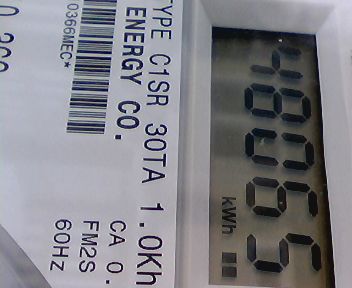 48065
kWh
TYPE C1SR 30TA 1.0Kh
ENERGY CO.
CA 0.
FM2S
60Hz
0366MEC*